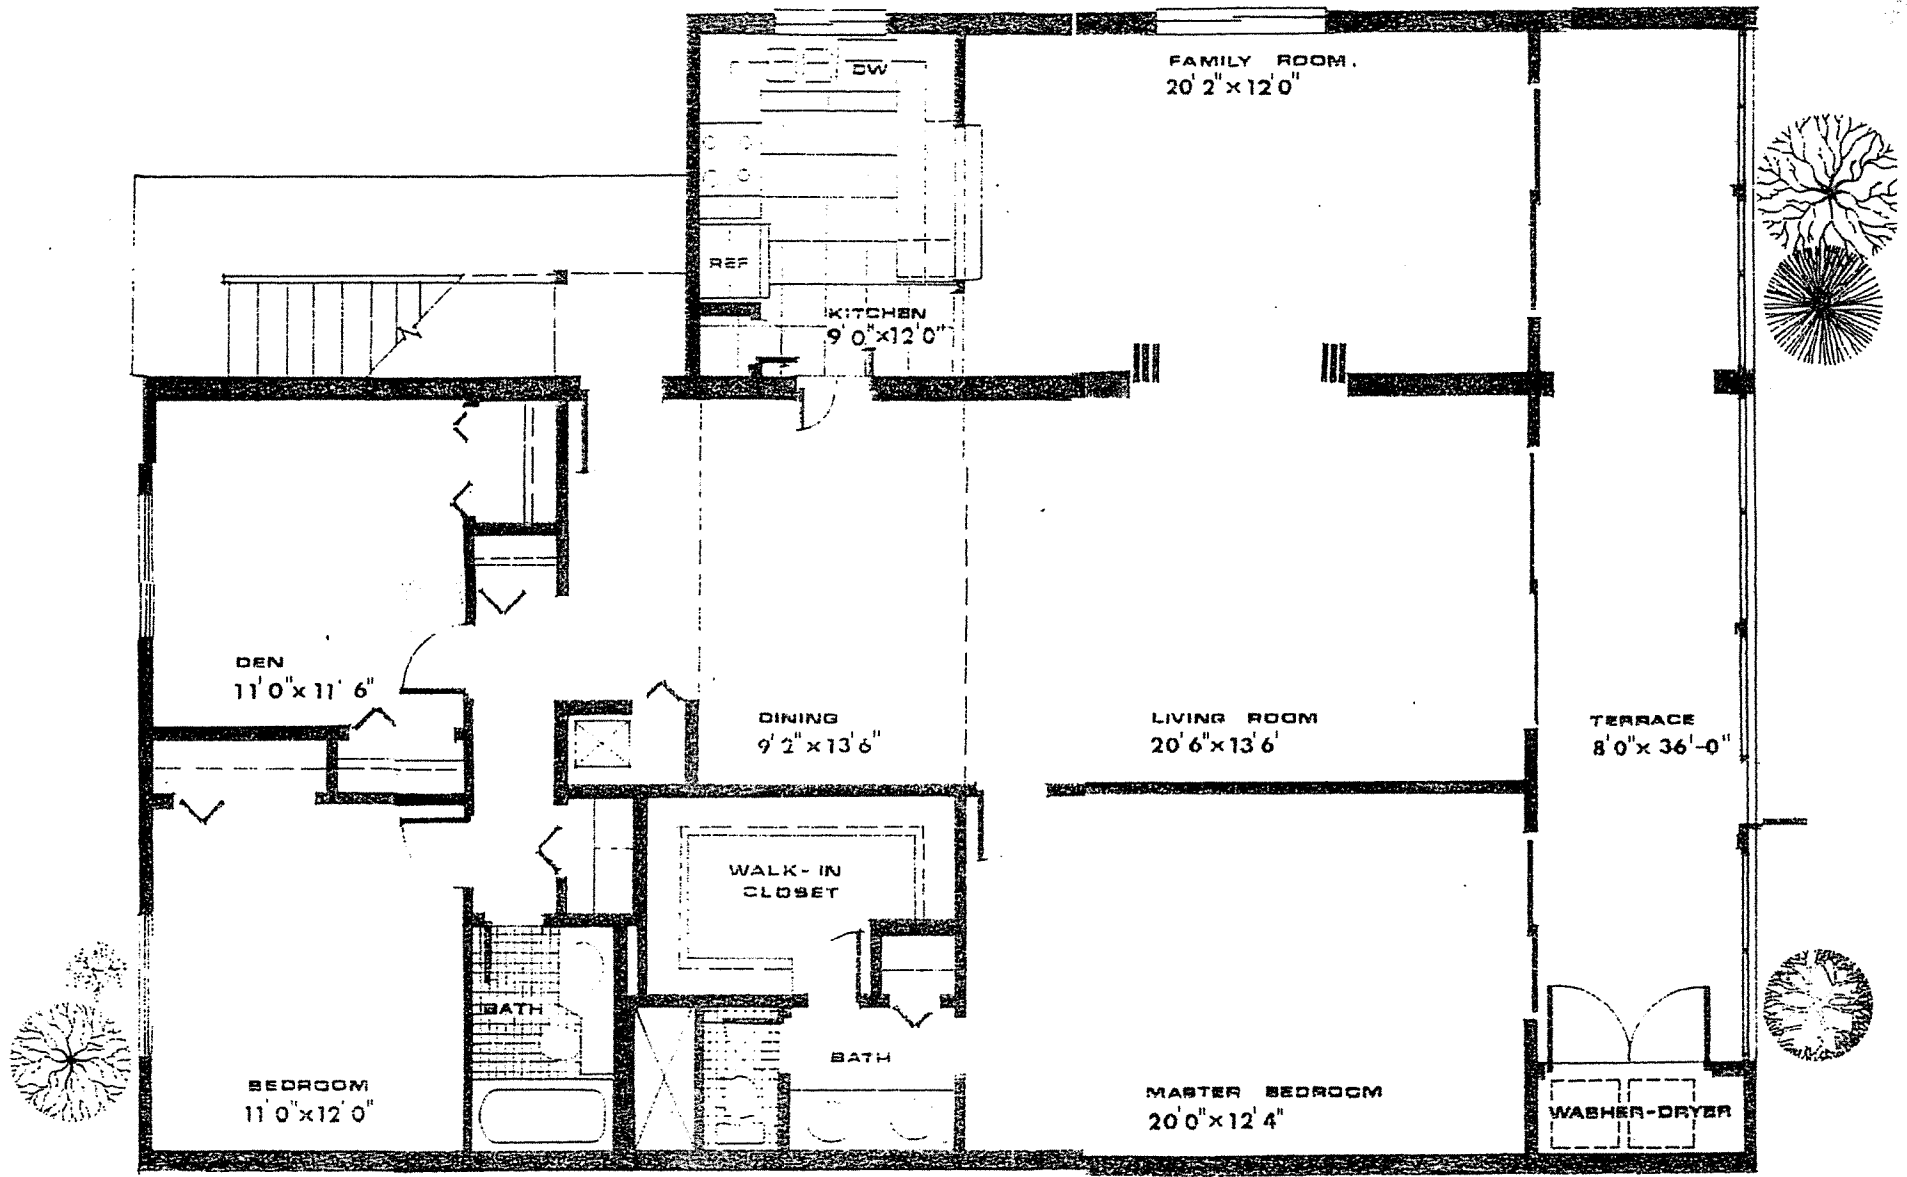 FAMILY ROOM.
20'2"x12'0"
DW
REF
KITCHEN
9'0"x12'0"
DEN
11'0"x11'6"
DINING
9'2"x13'6"
LIVING ROOM
20'6"x13'6'
TERRACE
8'0"x36'-0"
WALK-IN
CLOSET
BATH
BATH
BEDROOM
11'0"x12'0"
MASTER BEDROOM
20'0"x12'4"
WASHER-DRYER